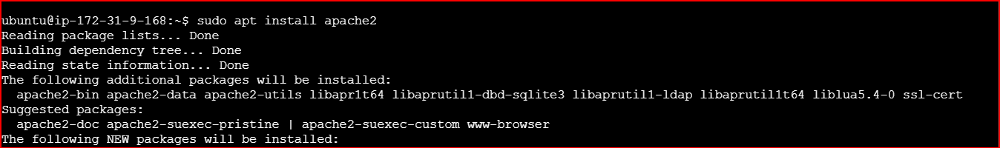 ubuntu@ip-172-31-9-168:~$ sudo apt install apache2
Reading package lists... Done
Building dependency tree... Done
Reading state information... Done
The following additional packages will be installed:
  apache2-bin apache2-data apache2-utils libapr1t64 libaprutil1-dbd-sqlite3 libaprutil1-ldap libaprutil1t64 liblua5.4-0 ssl-cert
Suggested packages:
  apache2-doc apache2-suexec-pristine | apache2-suexec-custom www-browser
The following NEW packages will be installed: